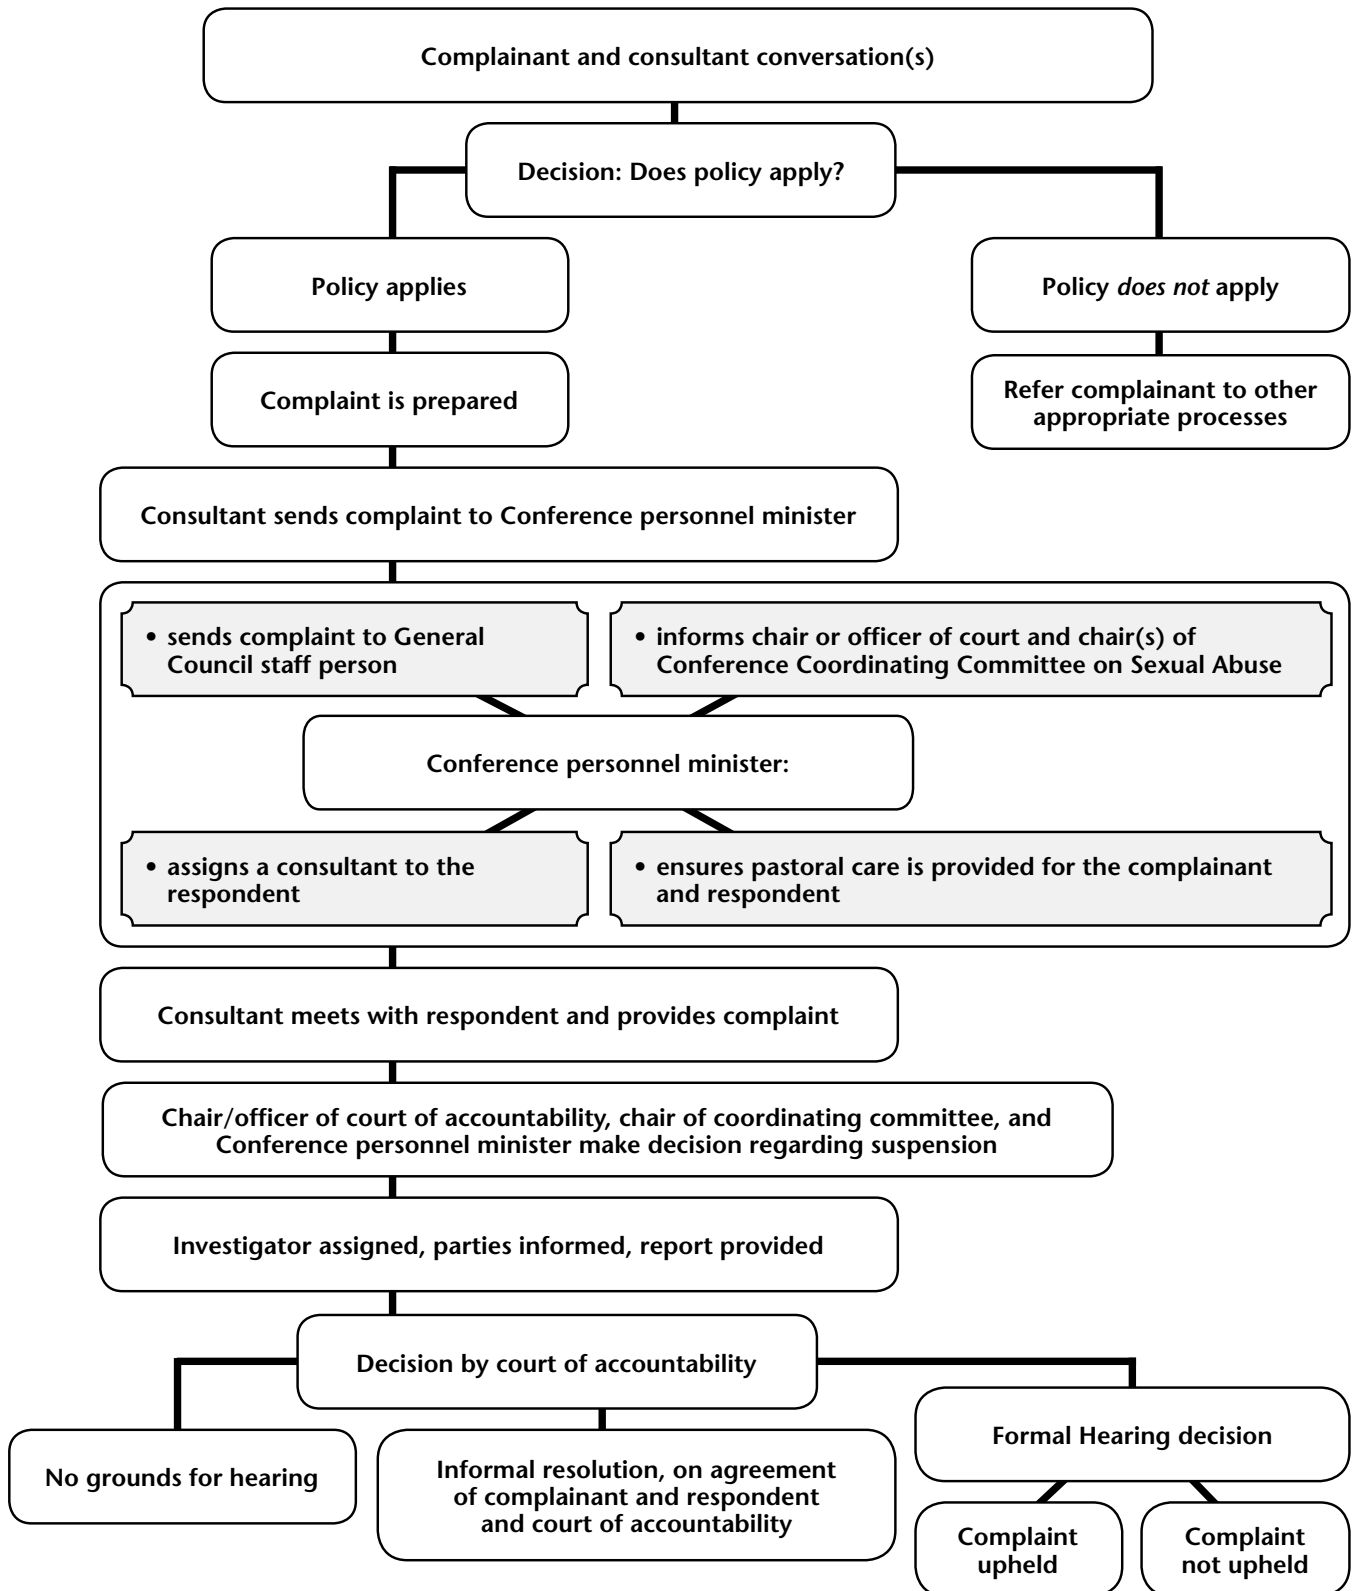 Complainant and consultant conversation(s)
Decision: Does policy apply?
Policy applies
Policy does not apply
Complaint is prepared
Refer complainant to other
appropriate processes
Consultant sends complaint to Conference personnel minister
• sends complaint to General
Council staff person
• informs chair or officer of court and chair(s) of
Conference Coordinating Committee on Sexual Abuse
Conference personnel minister:
• assigns a consultant to the
respondent
• ensures pastoral care is provided for the complainant
and respondent
Consultant meets with respondent and provides complaint
Chair/officer of court of accountability, chair of coordinating committee, and
Conference personnel minister make decision regarding suspension
Investigator assigned, parties informed, report provided
Decision by court of accountability
No grounds for hearing
Informal resolution, on agreement
of complainant and respondent
and court of accountability
Formal Hearing decision
Complaint
upheld
Complaint
not upheld